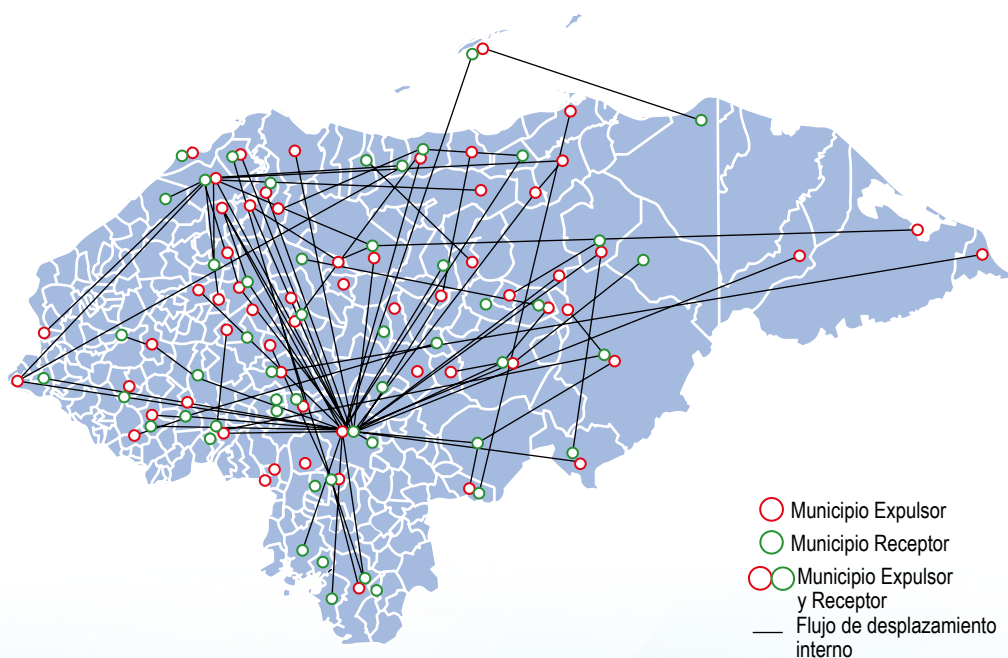 Municipio Expulsor
Municipio Receptor
Municipio Expulsor
y Receptor
Flujo de desplazamiento
interno